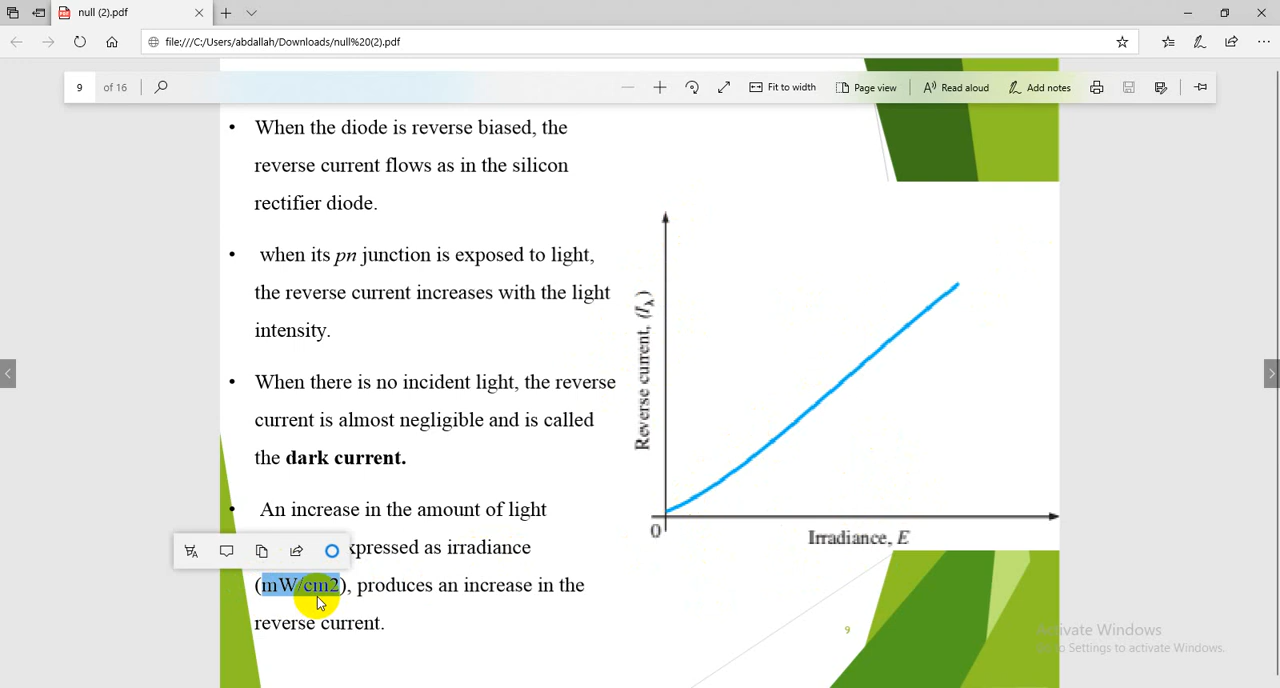 null (2).pdf
file:///C:/Users/abdallah/Downloads/null%20(2).pdf
9 of 16
Fit to width
Page view
Read aloud
Add notes
• When the diode is reverse biased, the
reverse current flows as in the silicon
rectifier diode.
• when its pn junction is exposed to light,
the reverse current increases with the light
intensity.
• When there is no incident light, the reverse
current is almost negligible and is called
the dark current.
• An increase in the amount of light
xpressed as irradiance
(mW/cm2), produces an increase in the
reverse current.
Reverse current, (Iλ)
0
Irradiance, E
9
Activate Windows
to Settings to activate Windows.